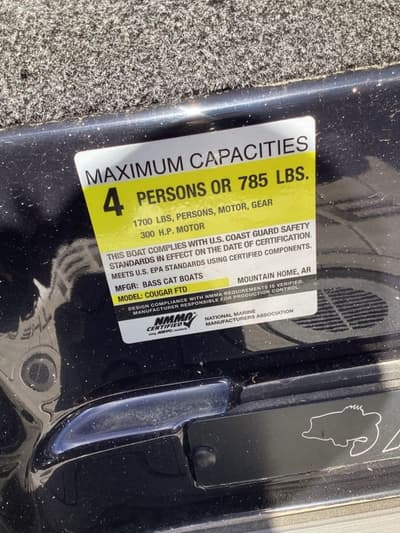 MAXIMUM CAPACITIES
4 PERSONS OR 785 LBS.
1700 LBS, PERSONS, MOTOR, GEAR
300 H.P. MOTOR
THIS BOAT COMPLIES WITH U.S. COAST GUARD SAFETY
STANDARDS IN EFFECT ON THE DATE OF CERTIFICATION.
MEETS U.S. EPA STANDARDS USING CERTIFIED COMPONENTS.
MFGR: BASS CAT BOATS MOUNTAIN HOME, AR
MODEL: COUGAR FTD
DESIGN COMPLIANCE WITH NMMA REQUIREMENTS IS VERIFIED.
MANUFACTURER RESPONSIBLE FOR PRODUCTION CONTROL.
NMMA
CERTIFIED
NATIONAL MARINE
MANUFACTURERS ASSOCIATION